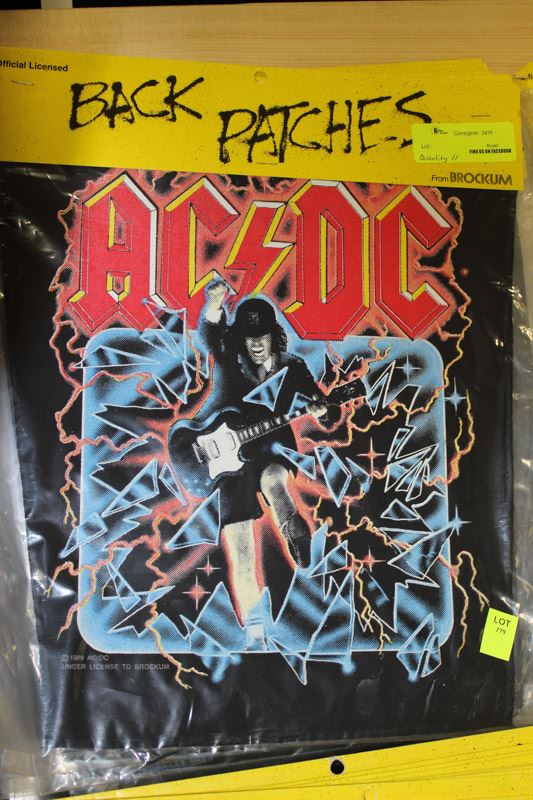 Official Licensed
BACK PATCHES
Consignor: 2476
Lot :
Buyer:
FIND US ON FACEBOOK
Quantity 11
From BROCKUM
AC DC
LOT
779
©1989 AC/DC
UNDER LICENSE TO BROCKUM